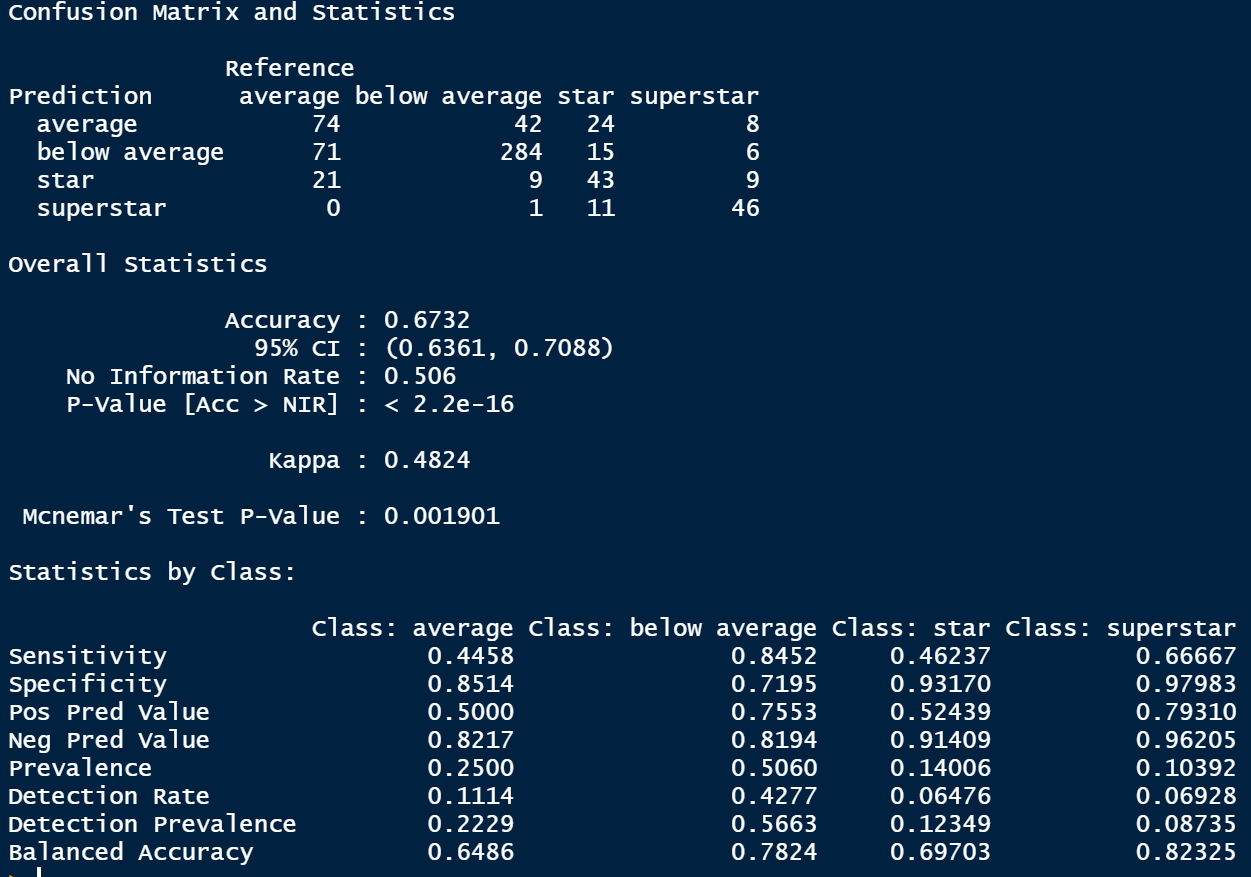 Confusion Matrix and Statistics

               Reference
Prediction      average below average star superstar
  average            74            42   24         8
  below average      71           284   15         6
  star               21             9   43         9
  superstar           0             1   11        46

Overall Statistics

               Accuracy : 0.6732
                 95% CI : (0.6361, 0.7088)
    No Information Rate : 0.506
    P-Value [Acc > NIR] : < 2.2e-16

                  Kappa : 0.4824

 Mcnemar's Test P-Value : 0.001901

Statistics by Class:

                     Class: average Class: below average Class: star Class: superstar
Sensitivity                  0.4458               0.8452     0.46237          0.66667
Specificity                  0.8514               0.7195     0.93170          0.97983
Pos Pred Value               0.5000               0.7553     0.52439          0.79310
Neg Pred Value               0.8217               0.8194     0.91409          0.96205
Prevalence                   0.2500               0.5060     0.14006          0.10392
Detection Rate               0.1114               0.4277     0.06476          0.06928
Detection Prevalence         0.2229               0.5663     0.12349          0.08735
Balanced Accuracy            0.6486               0.7824     0.69703          0.82325